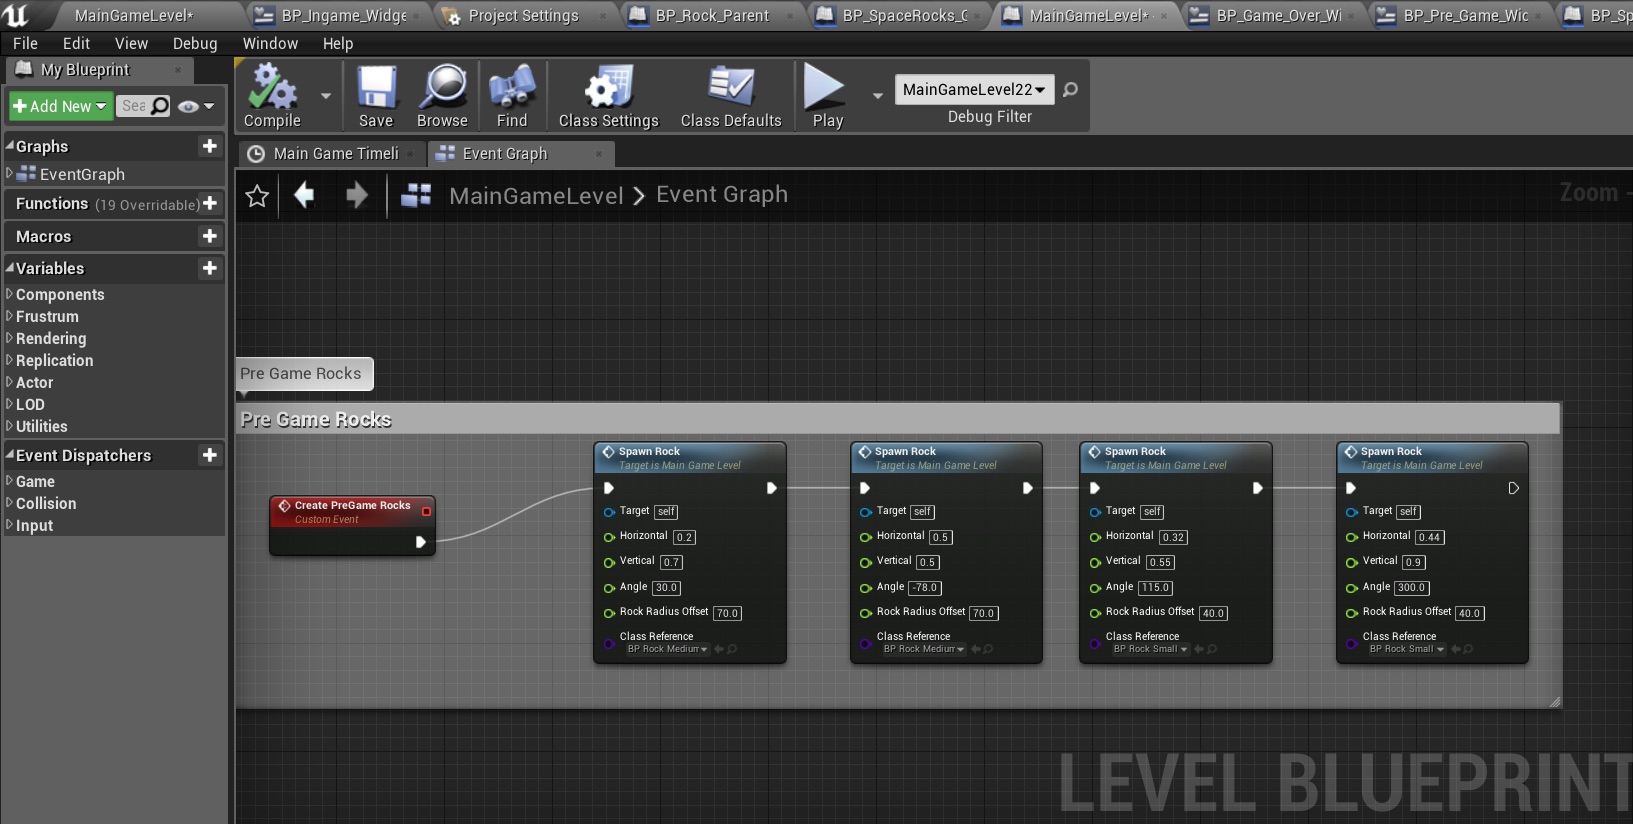 MainGameLevel*
BP_Ingame_Widge
Project Settings
BP_Rock_Parent
BP_SpaceRocks_G
MainGameLevel*
BP_Game_Over_Wi
BP_Pre_Game_Wid
BP_Sp
File Edit View Debug Window Help
My Blueprint
Add New
Sea
Compile
Save
Browse
Find
Class Settings
Class Defaults
Play
MainGameLevel22
Debug Filter
Graphs
EventGraph
Functions (19 Overridable)
Macros
Variables
Components
Frustrum
Rendering
Replication
Actor
LOD
Utilities
Event Dispatchers
Game
Collision
Input
Main Game Timeli
Event Graph
MainGameLevel > Event Graph
Zoom -
Pre Game Rocks
Pre Game Rocks
Create PreGame Rocks
Custom Event
Spawn Rock
Target is Main Game Level
Target self
Horizontal 0.2
Vertical 0.7
Angle 30.0
Rock Radius Offset 70.0
Class Reference
BP Rock Medium
Spawn Rock
Target is Main Game Level
Target self
Horizontal 0.5
Vertical 0.5
Angle -78.0
Rock Radius Offset 70.0
Class Reference
BP Rock Medium
Spawn Rock
Target is Main Game Level
Target self
Horizontal 0.32
Vertical 0.55
Angle 115.0
Rock Radius Offset 40.0
Class Reference
BP Rock Small
Spawn Rock
Target is Main Game Level
Target self
Horizontal 0.44
Vertical 0.9
Angle 300.0
Rock Radius Offset 40.0
Class Reference
BP Rock Small
LEVEL BLUEPRINT